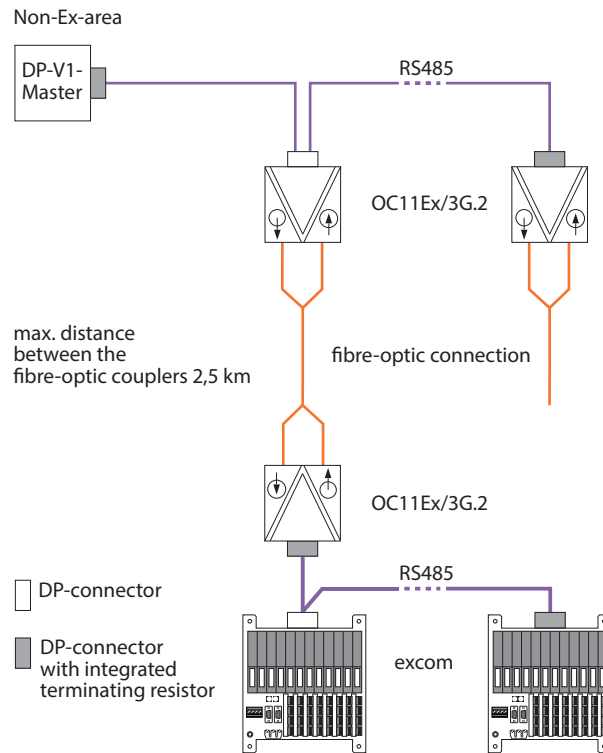 Non-Ex-area
DP-V1-
Master
RS485
OC11Ex/3G.2
max. distance
between the
fibre-optic couplers 2,5 km
fibre-optic connection
OC11Ex/3G.2
RS485
DP-connector
DP-connector
with integrated
terminating resistor
excom